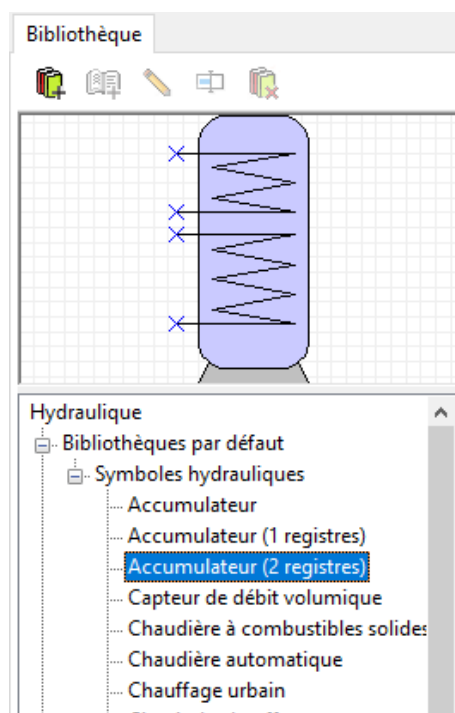 Bibliothèque
Hydraulique
Bibliothèques par défaut
Symboles hydrauliques
Accumulateur
Accumulateur (1 registres)
Accumulateur (2 registres)
Capteur de débit volumique
Chaudière à combustibles solides
Chaudière automatique
Chauffage urbain